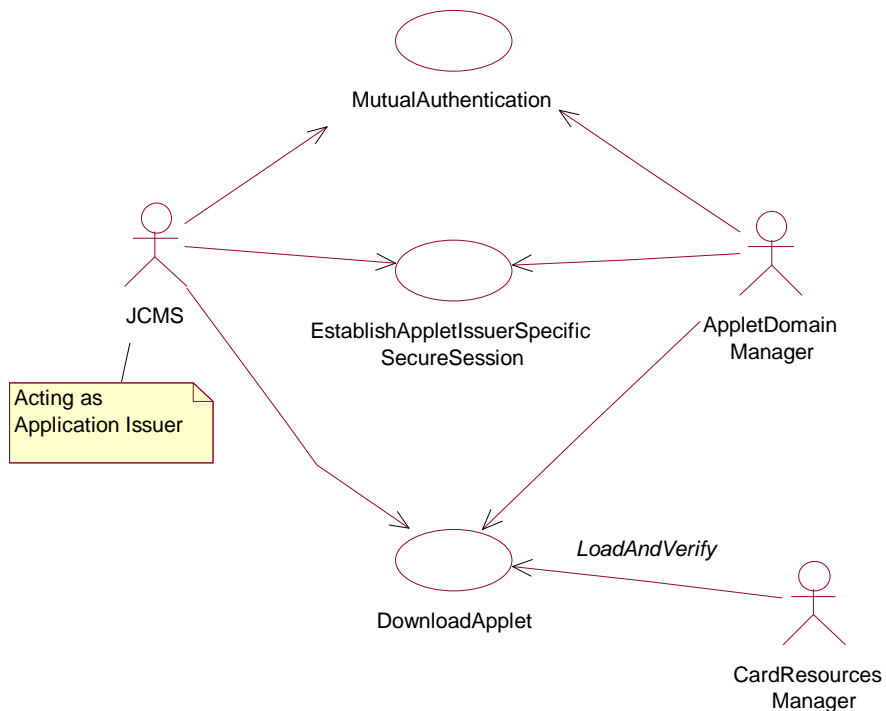 MutualAuthentication
JCMS
EstablishAppletIssuerSpecific
SecureSession
AppletDomain
Manager
Acting as
Application Issuer
LoadAndVerify
DownloadApplet
CardResources
Manager